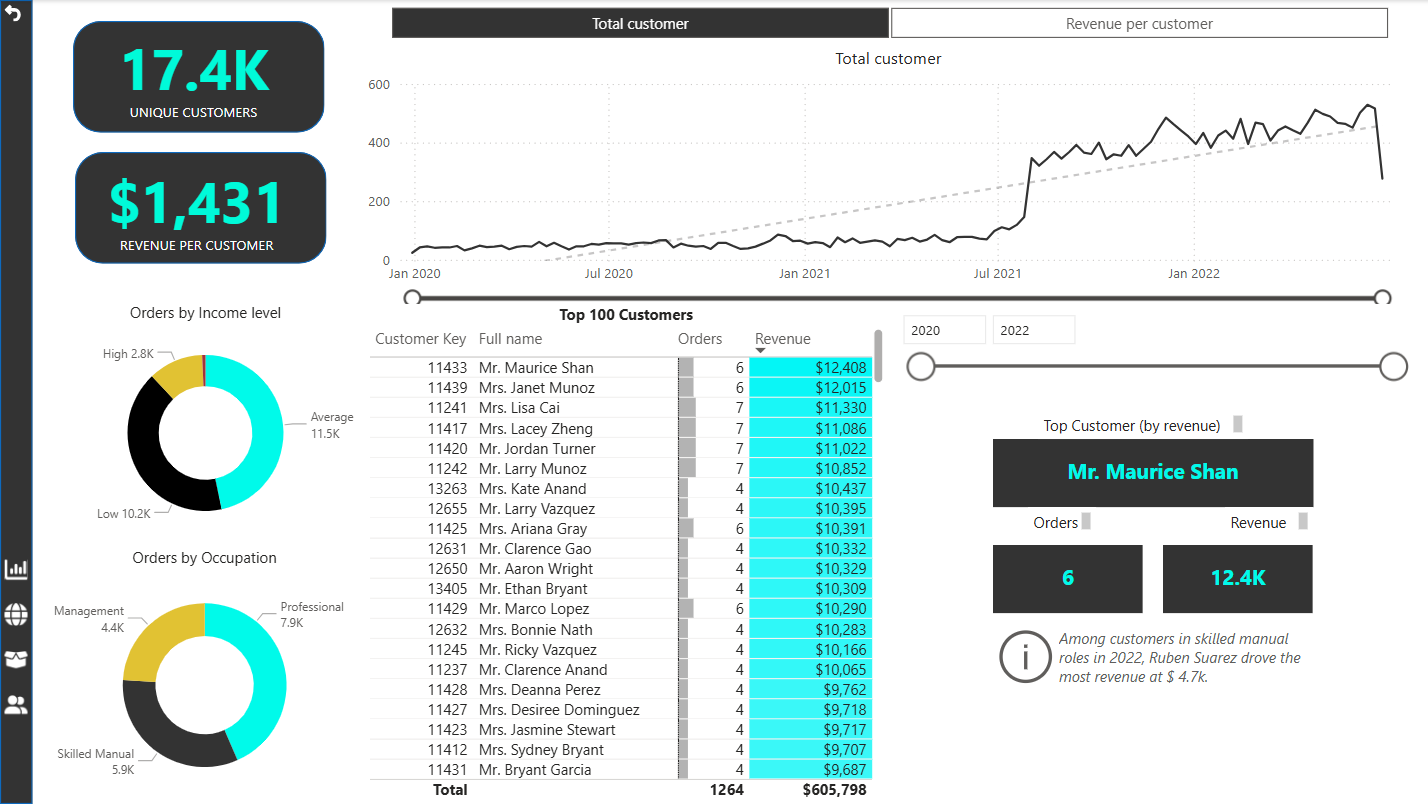 17.4K
UNIQUE CUSTOMERS
$1,431
REVENUE PER CUSTOMER
Total customer
Revenue per customer
Total customer
600
400
200
0
Jan 2020
Jul 2020
Jan 2021
Jul 2021
Jan 2022
Orders by Income level
High 2.8K
Average
11.5K
Low 10.2K
Orders by Occupation
Management
4.4K
Professional
7.9K
Skilled Manual
5.9K
Top 100 Customers
Customer Key Full name Orders Revenue
11433 Mr. Maurice Shan 6 $12,408
11439 Mrs. Janet Munoz 6 $12,015
11241 Mrs. Lisa Cai 7 $11,330
11417 Mrs. Lacey Zheng 7 $11,086
11420 Mr. Jordan Turner 7 $11,022
11242 Mr. Larry Munoz 7 $10,852
13263 Mrs. Kate Anand 4 $10,437
12655 Mr. Larry Vazquez 4 $10,395
11425 Mrs. Ariana Gray 6 $10,391
12631 Mr. Clarence Gao 4 $10,332
12650 Mr. Aaron Wright 4 $10,329
13405 Mr. Ethan Bryant 4 $10,309
11429 Mr. Marco Lopez 6 $10,290
12632 Mrs. Bonnie Nath 4 $10,283
11245 Mr. Ricky Vazquez 4 $10,166
11237 Mr. Clarence Anand 4 $10,065
11428 Mrs. Deanna Perez 4 $9,762
11427 Mrs. Desiree Dominguez 4 $9,718
11423 Mrs. Jasmine Stewart 4 $9,717
11412 Mrs. Sydney Bryant 4 $9,707
11431 Mr. Bryant Garcia 4 $9,687
Total 1264 $605,798
2020
2022
Top Customer (by revenue)
Mr. Maurice Shan
Orders
Revenue
6
12.4K
i
Among customers in skilled manual
roles in 2022, Ruben Suarez drove the
most revenue at $ 4.7k.